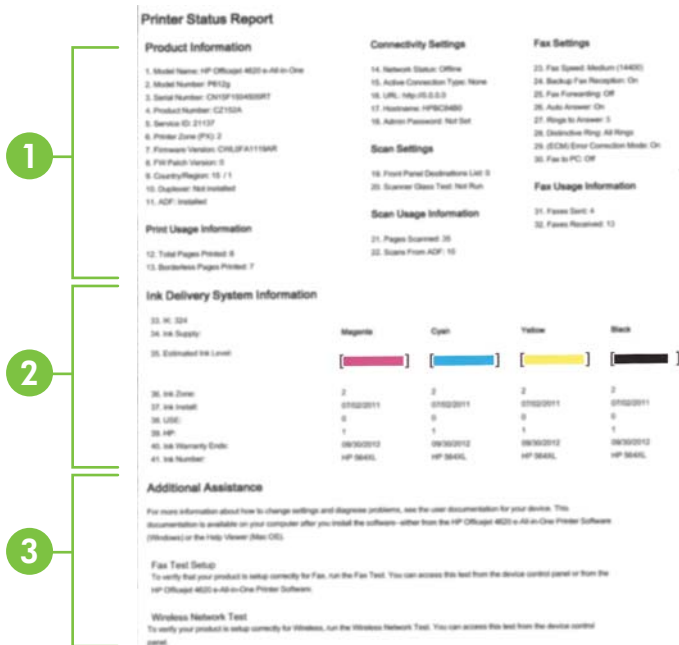 Printer Status Report
1
Product Information
1. Model Name: HP Officejet 4620 e-All-in-One
2. Model Number: P612g
3. Serial Number:
4. Product Number: CZ152A
5. Service ID: 21137
6. Printer Zone (PX): 2
7. Firmware Version: CWL0FA1119AR
8. FW Patch Version: 0
9. Country/Region: 15 / 1
10. Duplexer: Not installed
11. ADF: Installed
Print Usage Information
12. Total Pages Printed: 8
13. Borderless Pages Printed: 7
Connectivity Settings
14. Network Status: Offline
15. Active Connection Type: None
16. URL: http://0.0.0.0
17. Hostname: HPBC84B0
18. Admin Password: Not Set
Scan Settings
19. Front Panel Destinations List: 0
20. Scanner Glass Test: Not Run
Scan Usage Information
21. Pages Scanned: 35
22. Scans From ADF: 16
Fax Settings
23. Fax Speed: Medium (14400)
24. Backup Fax Reception: On
25. Fax Forwarding: Off
26. Auto Answer: On
27. Rings to Answer: 5
28. Distinctive Ring: All Rings
29. (ECM) Error Correction Mode: On
30. Fax to PC: Off
Fax Usage Information
31. Faxes Sent: 4
32. Faxes Received: 13
2
Ink Delivery System Information
33. IK: 324
34. Ink Supply: Magenta Cyan Yellow Black
35. Estimated Ink Level:
36. Ink Zone: 2 2 2 2
37. Ink Install: 07/02/2011 07/02/2011 07/02/2011 07/02/2011
38. USE: 0 0 0 0
39. HP: 1 1 1 1
40. Ink Warranty Ends: 09/30/2012 09/30/2012 09/30/2012 09/30/2012
41. Ink Number: HP 564XL HP 564XL HP 564XL HP 564XL
3
Additional Assistance
For more information about how to change settings and diagnose problems, see the user documentation for your device. This
documentation is available on your computer after you install the software--either from the HP Officejet 4620 e-All-in-One Printer Software
(Windows) or the Help Viewer (Mac OS).
Fax Test Setup
To verify that your product is setup correctly for Fax, run the Fax Test. You can access this test from the device control panel or from the
HP Officejet 4620 e-All-in-One Printer Software.
Wireless Network Test
To verify your product is setup correctly for Wireless, run the Wireless Network Test. You can access this test from the device control
panel.